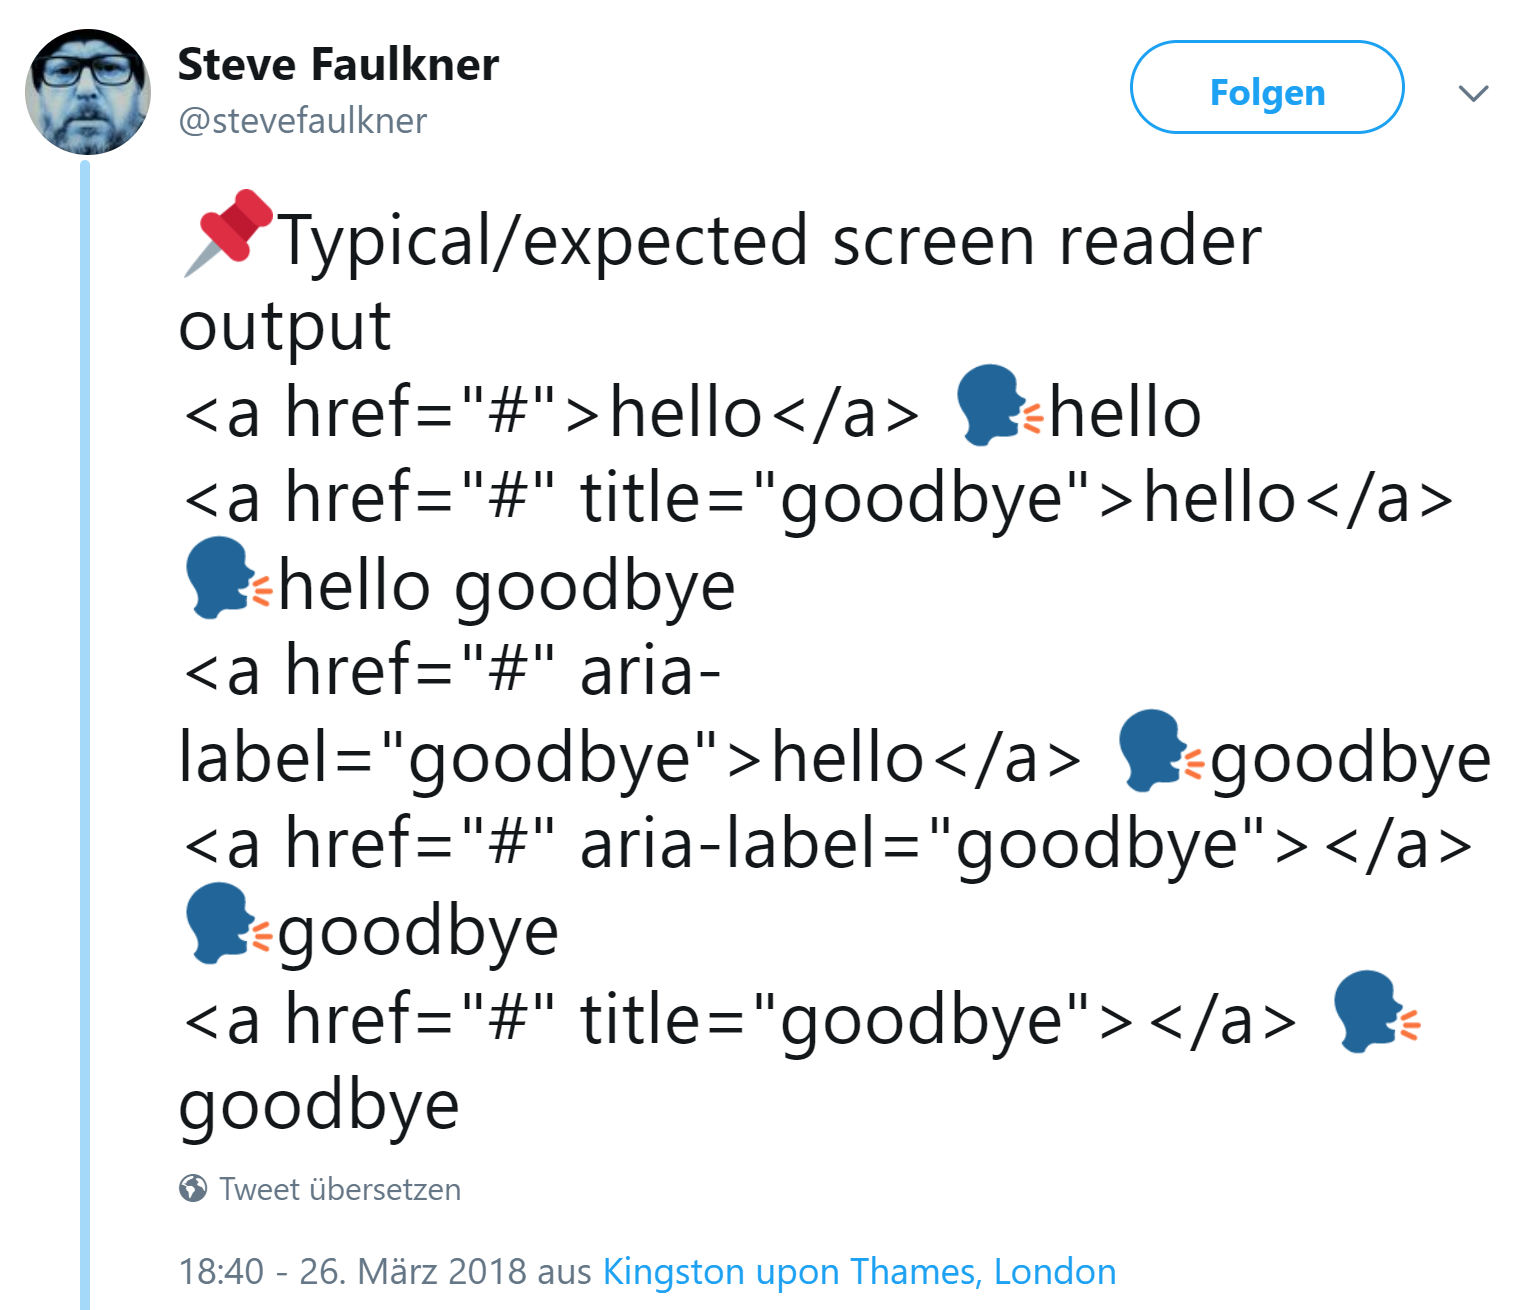 Steve Faulkner
@stevefaulkner
Folgen
📌Typical/expected screen reader
output
<a href="#">hello</a> 🗣hello
<a href="#" title="goodbye">hello</a>
🗣hello goodbye
<a href="#" aria-
label="goodbye">hello</a> 🗣goodbye
<a href="#" aria-label="goodbye"></a>
🗣goodbye
<a href="#" title="goodbye"></a> 🗣
goodbye
Tweet übersetzen
18:40 - 26. März 2018 aus Kingston upon Thames, London